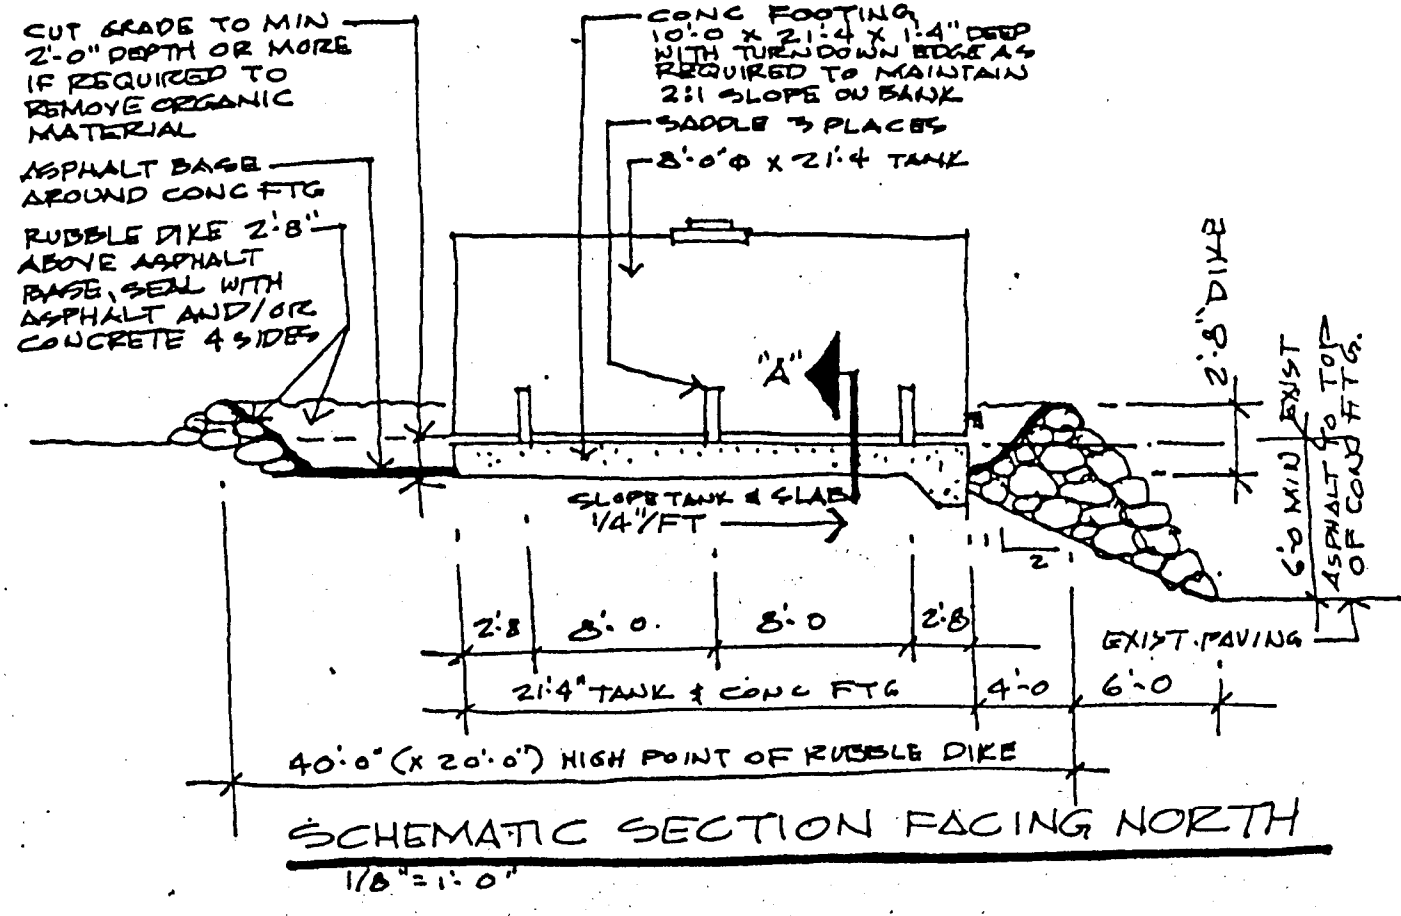 CUT GRADE TO MIN
2'-0" DEPTH OR MORE
IF REQUIRED TO
REMOVE ORGANIC
MATERIAL
ASPHALT BASE
AROUND CONC FTG
RUBBLE DIKE 2'-8"
ABOVE ASPHALT
BASE, SEAL WITH
ASPHALT AND/OR
CONCRETE 4 SIDES
CONC FOOTING
10'-0 X 21'-4 X 1'-4" DEEP
WITH TURNDOWN EDGE AS
REQUIRED TO MAINTAIN
2:1 SLOPE ON BANK
SADDLE 3 PLACES
8'-0"Φ X 21'-4 TANK
"A"
2'-8" DIKE
6'-0 MIN EXIST
ASPHALT TO TOP
OF CONC FTG.
SLOPE TANK & SLAB
1/4"/FT
1
2
2'-8
8'-0
8'-0
2'-8
EXIST. PAVING
21'-4" TANK & CONC FTG
4'-0
6'-0
40'-0" (X 20'-0") HIGH POINT OF RUBBLE DIKE
SCHEMATIC SECTION FACING NORTH
1/8" = 1'-0"